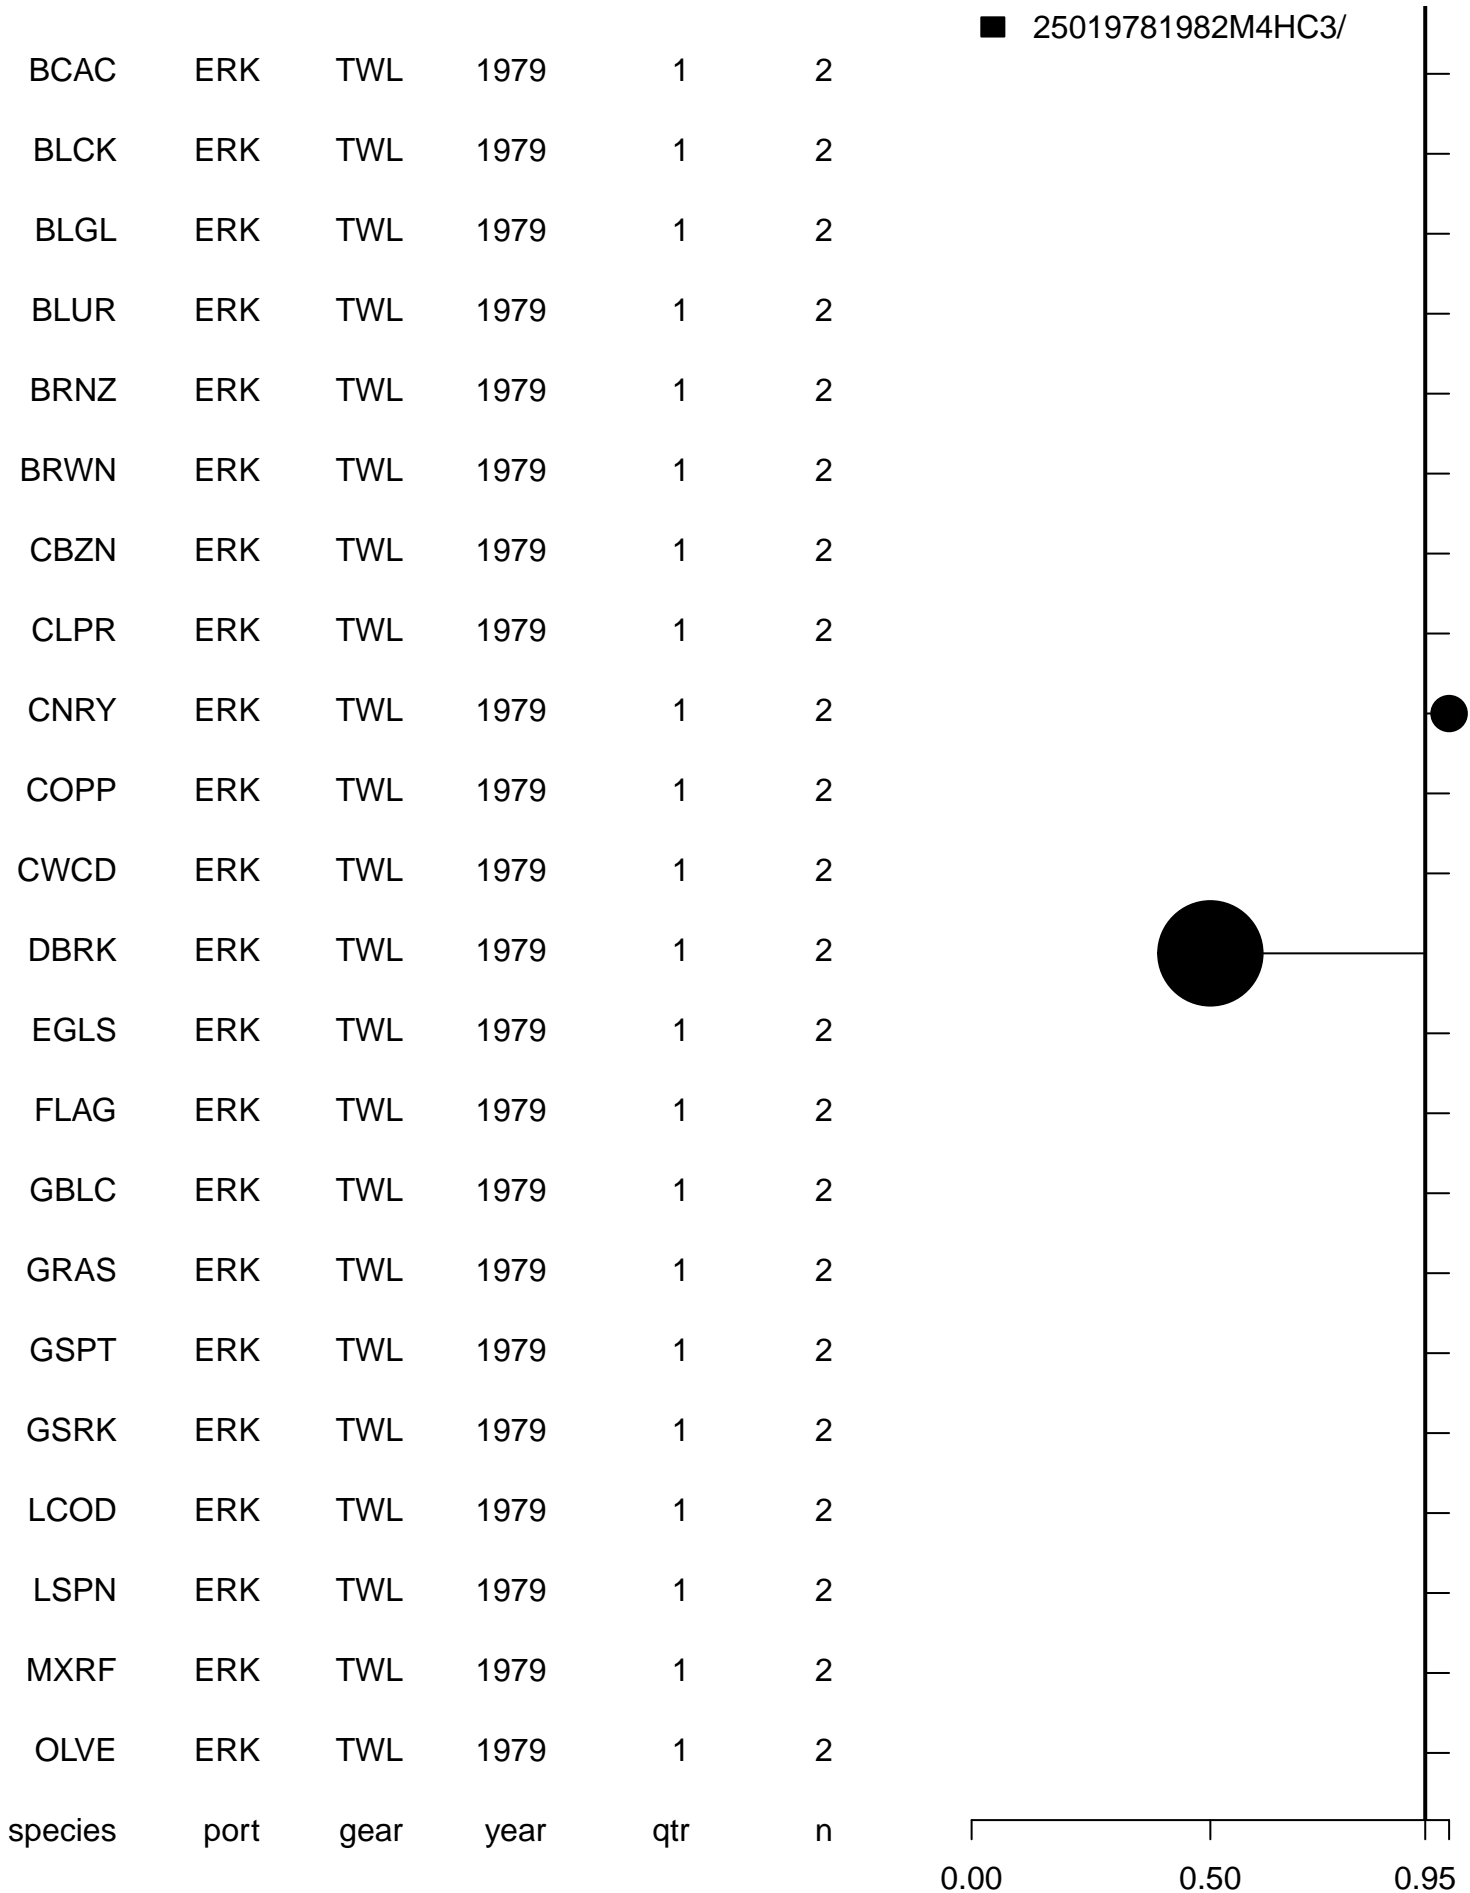 25019781982M4HC3/
BCAC ERK TWL 1979 1 2
BLCK ERK TWL 1979 1 2
BLGL ERK TWL 1979 1 2
BLUR ERK TWL 1979 1 2
BRNZ ERK TWL 1979 1 2
BRWN ERK TWL 1979 1 2
CBZN ERK TWL 1979 1 2
CLPR ERK TWL 1979 1 2
CNRY ERK TWL 1979 1 2
COPP ERK TWL 1979 1 2
CWCD ERK TWL 1979 1 2
DBRK ERK TWL 1979 1 2
EGLS ERK TWL 1979 1 2
FLAG ERK TWL 1979 1 2
GBLC ERK TWL 1979 1 2
GRAS ERK TWL 1979 1 2
GSPT ERK TWL 1979 1 2
GSRK ERK TWL 1979 1 2
LCOD ERK TWL 1979 1 2
LSPN ERK TWL 1979 1 2
MXRF ERK TWL 1979 1 2
OLVE ERK TWL 1979 1 2
species port gear year qtr n
0.00 0.50 0.95